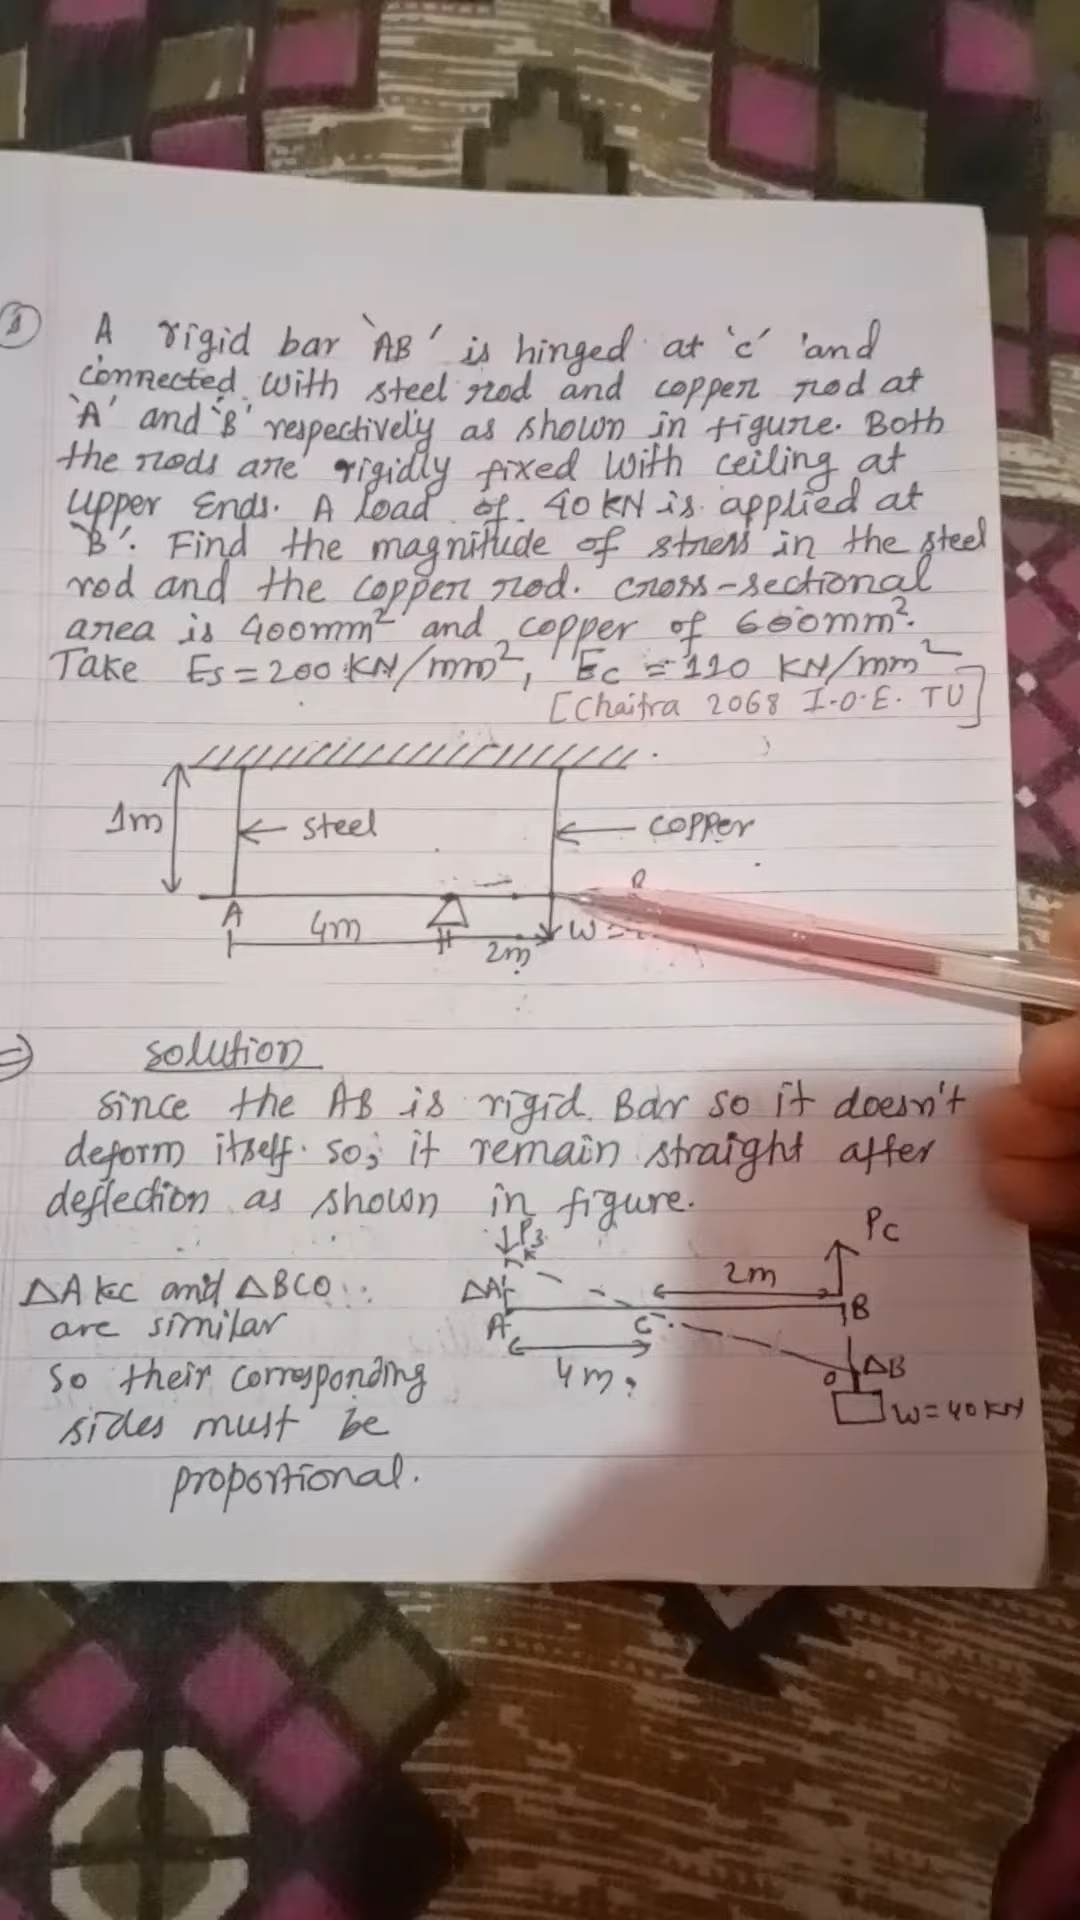 1
A rigid bar `AB' is hinged at 'c' 'and
connected with steel rod and copper rod at
`A' and `B' respectively as shown in figure. Both
the rods are rigidly fixed with ceiling at
upper Ends. A load of 40 KN is applied at
`B'. Find the magnitude of stress in the steel
rod and the copper rod. cross-sectional
area is 400mm² and copper of 600mm².
Take Es = 200 KN/mm², Ec = 110 KN/mm²
[Chaitra 2068 I.O.E. TU]
1m
steel
copper
A
4m
2m
W =
=) solution
since the AB is rigid Bar so it doesn't
deform itself. so, it remain straight after
deflection as shown in figure.
Pc
ΔAKC and ΔBCO
are similar
so their corresponding
sides must be
proportional.
K
2m
ΔA
A
C
B
4m
O
ΔB
W = 40 KN